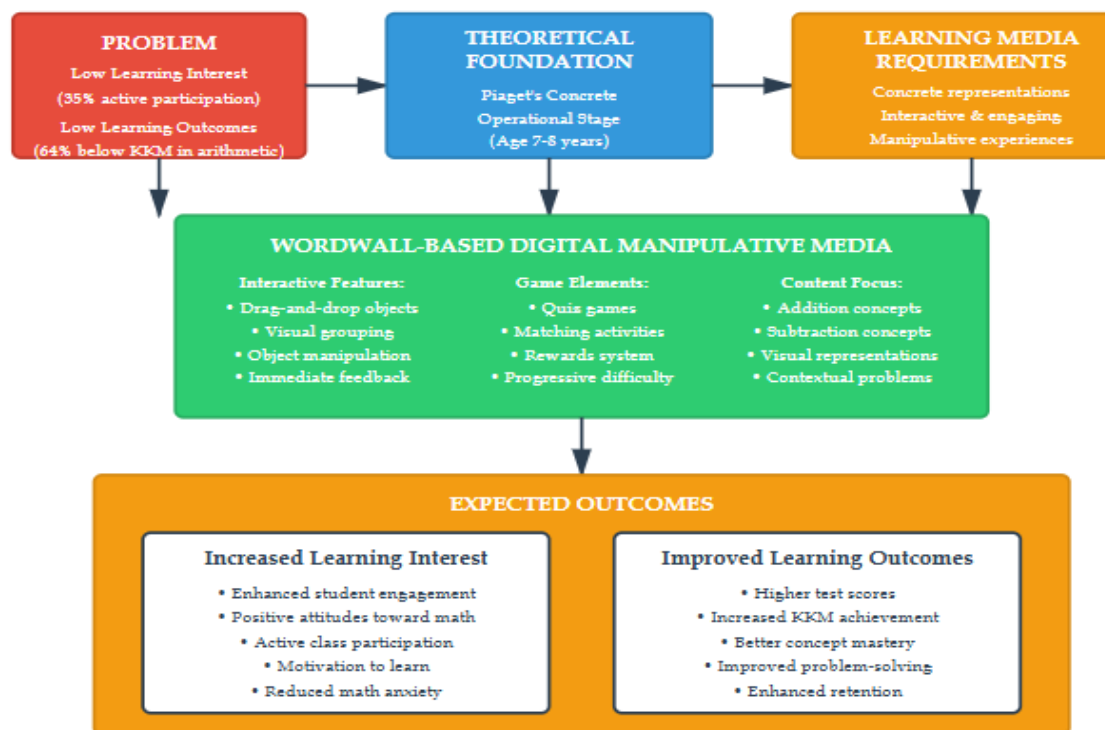 PROBLEM
Low Learning Interest
(35% active participation)
Low Learning Outcomes
(64% below KKM in arithmetic)
THEORETICAL
FOUNDATION
Piaget's Concrete
Operational Stage
(Age 7-8 years)
LEARNING MEDIA
REQUIREMENTS
Concrete representations
Interactive & engaging
Manipulative experiences
WORDWALL-BASED DIGITAL MANIPULATIVE MEDIA
Interactive Features:
• Drag-and-drop objects
• Visual grouping
• Object manipulation
• Immediate feedback
Game Elements:
• Quis games
• Matching activities
• Rewards system
• Progressive difficulty
Content Focus:
• Addition concepts
• Subtraction concepts
• Visual representations
• Contextual problems
EXPECTED OUTCOMES
Increased Learning Interest
• Enhanced student engagement
• Positive attitudes toward math
• Active class participation
• Motivation to learn
• Reduced math anxiety
Improved Learning Outcomes
• Higher test scores
• Increased KKM achievement
• Better concept mastery
• Improved problem-solving
• Enhanced retention